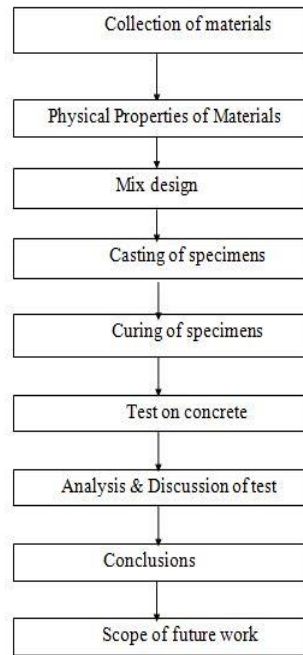 Collection of materials
Physical Properties of Materials
Mix design
Casting of specimens
Curing of specimens
Test on concrete
Analysis & Discussion of test
Conclusions
Scope of future work